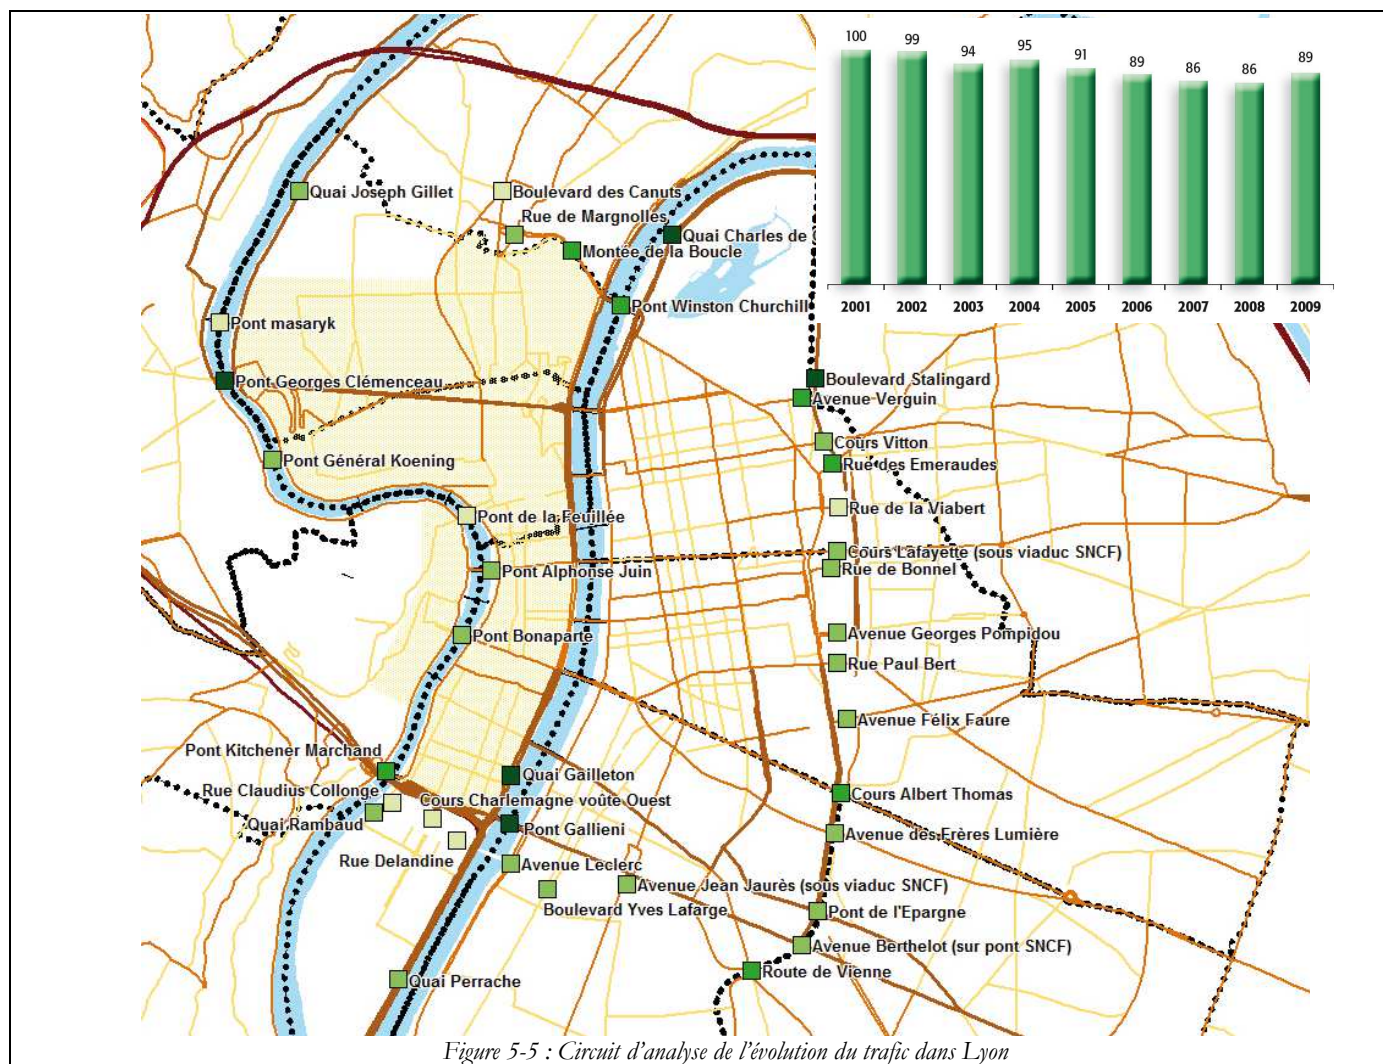 100 99 94 95 91 89 86 86 89
2001 2002 2003 2004 2005 2006 2007 2008 2009
Quai Joseph Gillet
Boulevard des Canuts
Rue de Margnolles
Quai Charles de
Montée de la Boucle
Pont Winston Churchill
Pont masaryk
Pont Georges Clémenceau
Boulevard Stalingard
Avenue Verguin
Cours Vitton
Pont Général Koening
Rue des Emeraudes
Rue de la Viabert
Pont de la Feuillée
Cours Lafayette (sous viaduc SNCF)
Pont Alphonse Juin
Rue de Bonnel
Pont Bonaparte
Avenue Georges Pompidou
Rue Paul Bert
Avenue Félix Faure
Pont Kitchener Marchand
Quai Gailleton
Rue Claudius Collonge
Cours Charlemagne voûte Ouest
Cours Albert Thomas
Quai Rambaud
Pont Gallieni
Avenue des Frères Lumière
Rue Delandine
Avenue Leclerc
Avenue Jean Jaurès (sous viaduc SNCF)
Boulevard Yves Lafarge
Pont de l'Epargne
Avenue Berthelot (sur pont SNCF)
Route de Vienne
Quai Perrache
Figure 5-5 : Circuit d'analyse de l'évolution du trafic dans Lyon